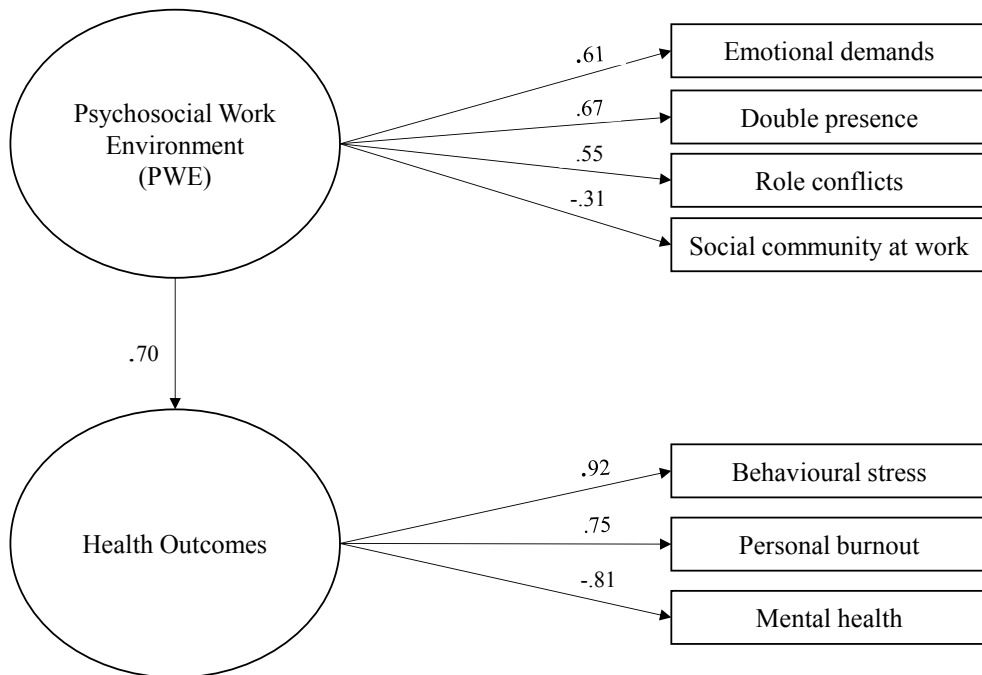 Psychosocial Work
Environment
(PWE)
.61
Emotional demands
.67
Double presence
.55
Role conflicts
-.31
Social community at work
.70
Health Outcomes
.92
Behavioural stress
.75
Personal burnout
-.81
Mental health